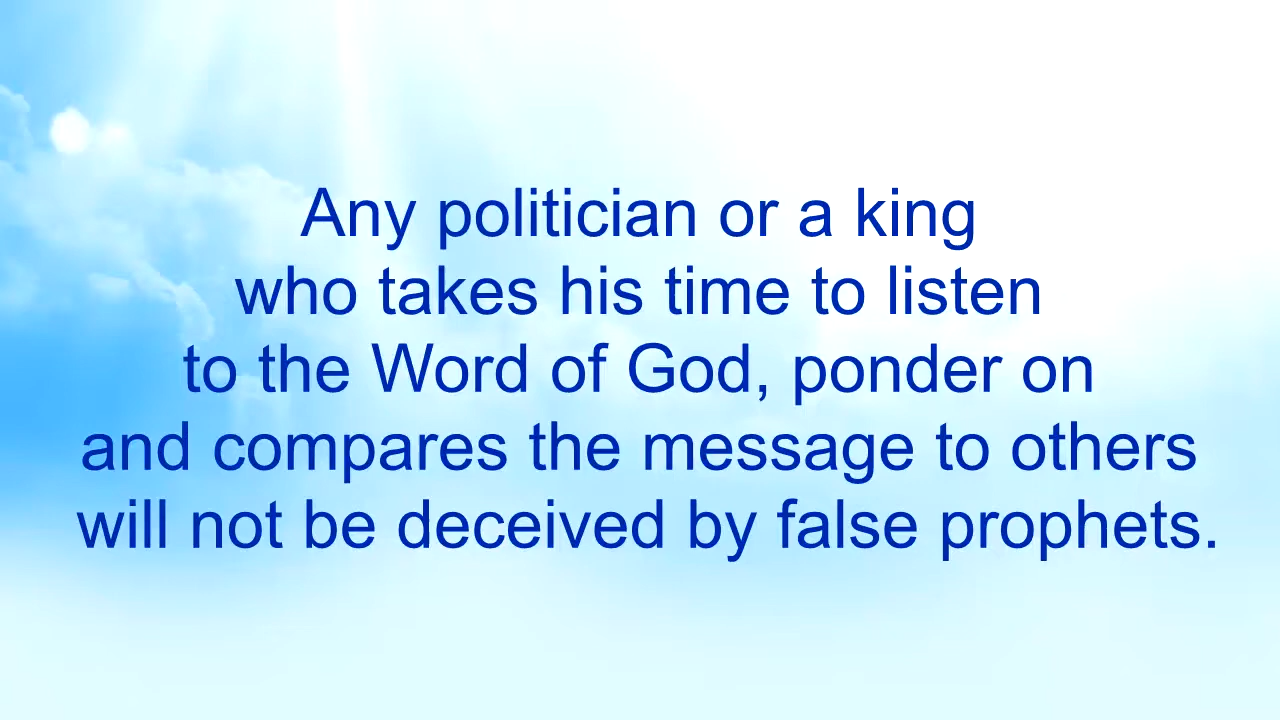 Any politician or a king
who takes his time to listen
to the Word of God, ponder on
and compares the message to others
will not be deceived by false prophets.